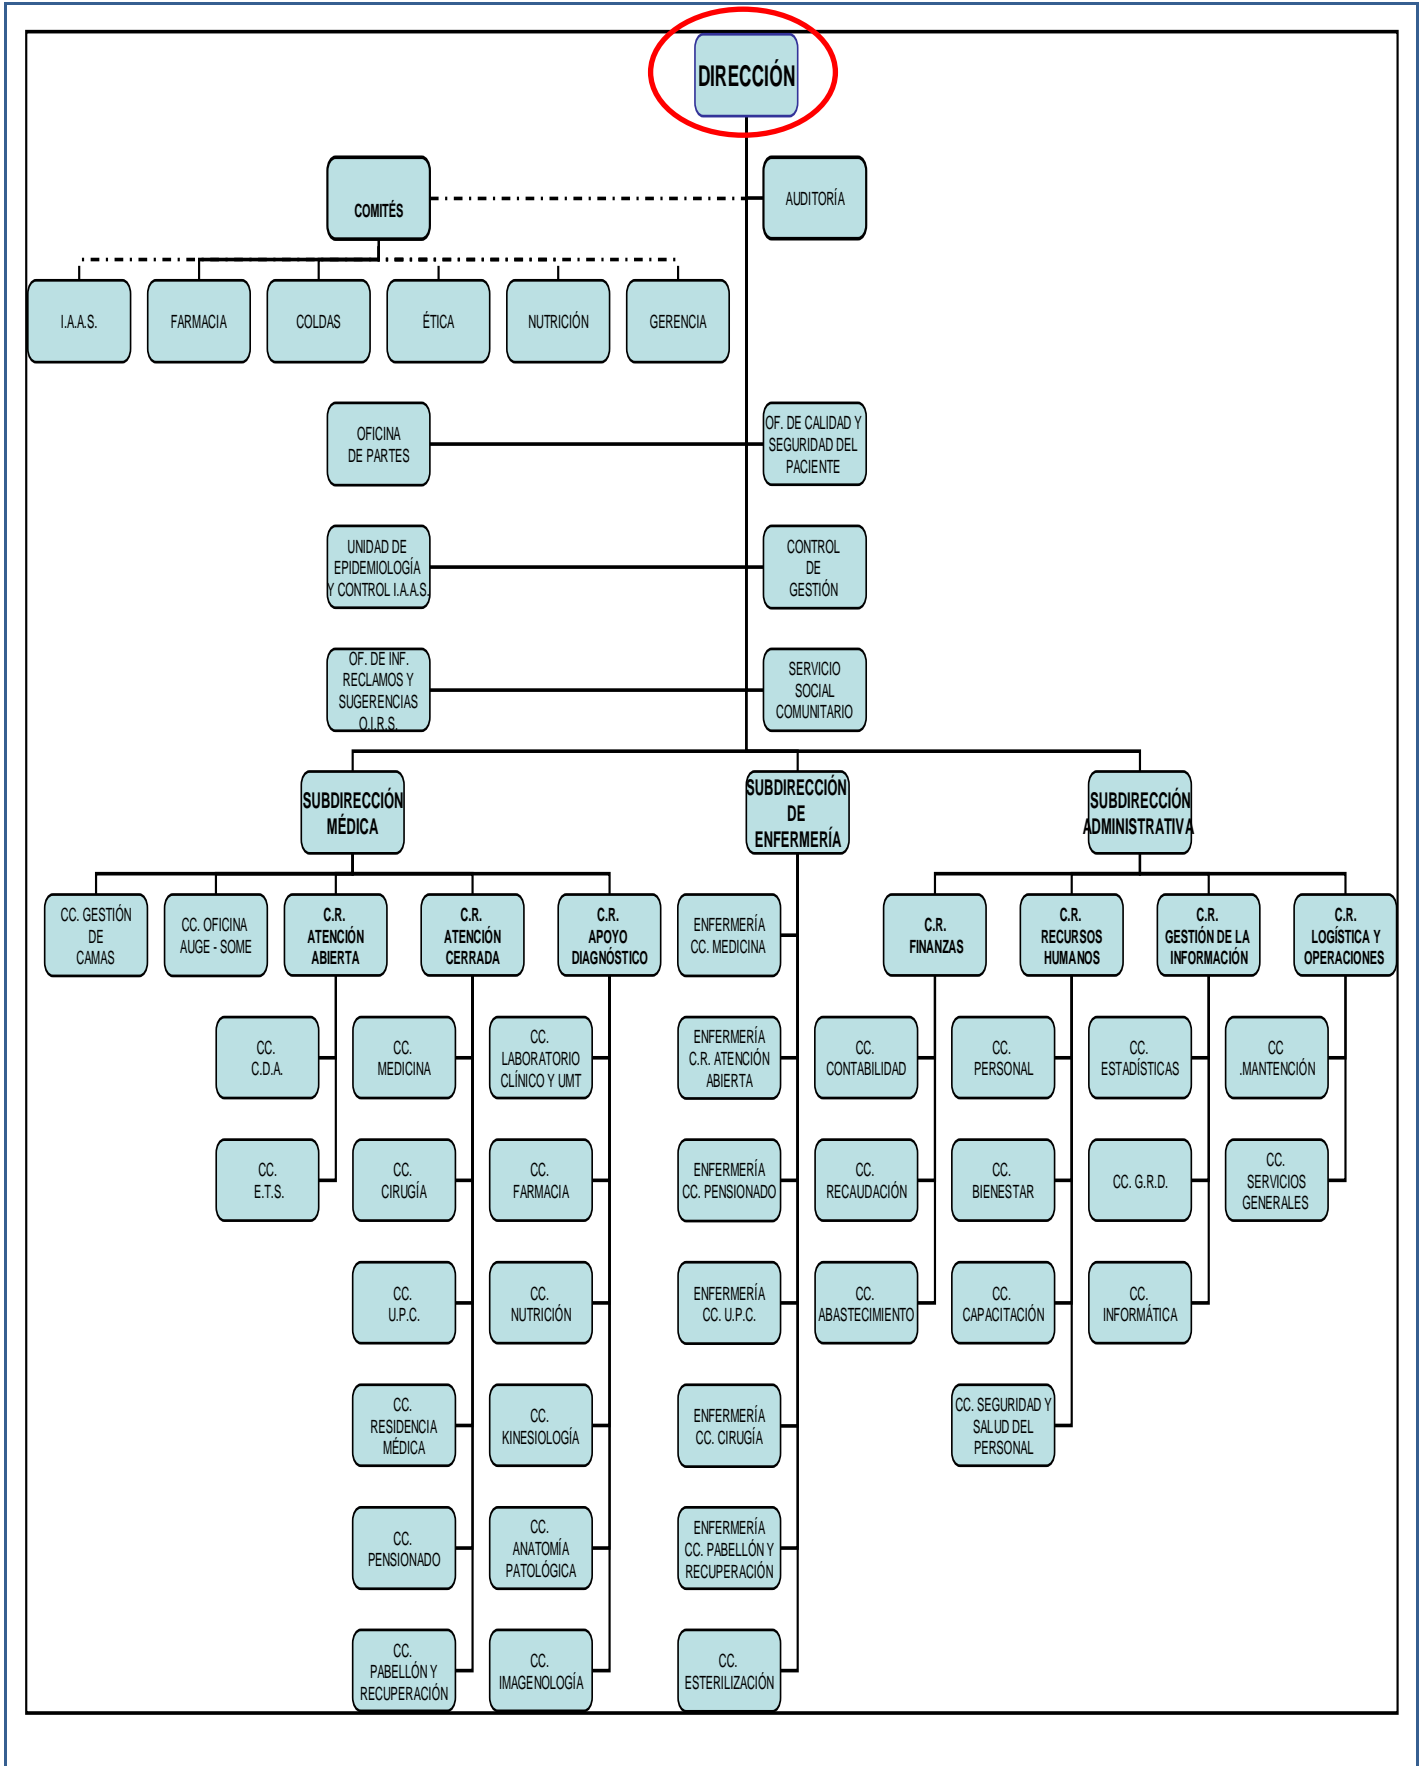 DIRECCIÓN
COMITÉS
AUDITORÍA
I.A.A.S.
FARMACIA
COLDAS
ÉTICA
NUTRICIÓN
GERENCIA
OFICINA
DE PARTES
OF. DE CALIDAD Y
SEGURIDAD DEL
PACIENTE
UNIDAD DE
EPIDEMIOLOGÍA
Y CONTROL I.A.A.S.
CONTROL
DE
GESTIÓN
OF. DE INF.
RECLAMOS Y
SUGERENCIAS
O.I.R.S.
SERVICIO
SOCIAL
COMUNITARIO
SUBDIRECCIÓN
MÉDICA
SUBDIRECCIÓN
DE
ENFERMERÍA
SUBDIRECCIÓN
ADMINISTRATIVA
CC. GESTIÓN
DE
CAMAS
CC. OFICINA
AUGE - SOME
C.R.
ATENCIÓN
ABIERTA
C.R.
ATENCIÓN
CERRADA
C.R.
APOYO
DIAGNÓSTICO
ENFERMERÍA
CC. MEDICINA
C.R.
FINANZAS
C.R.
RECURSOS
HUMANOS
C.R.
GESTIÓN DE LA
INFORMACIÓN
C.R.
LOGÍSTICA Y
OPERACIONES
CC.
C.D.A.
CC.
MEDICINA
CC.
LABORATORIO
CLÍNICO Y UMT
ENFERMERÍA
C.R. ATENCIÓN
ABIERTA
CC.
CONTABILIDAD
CC.
PERSONAL
CC.
ESTADÍSTICAS
CC
.MANTENCIÓN
CC.
E.T.S.
CC.
CIRUGÍA
CC.
FARMACIA
ENFERMERÍA
CC. PENSIONADO
CC.
RECAUDACIÓN
CC.
BIENESTAR
CC. G.R.D.
CC.
SERVICIOS
GENERALES
CC.
U.P.C.
CC.
NUTRICIÓN
ENFERMERÍA
CC. U.P.C.
CC.
ABASTECIMIENTO
CC.
CAPACITACIÓN
CC.
INFORMÁTICA
CC.
RESIDENCIA
MÉDICA
CC.
KINESIOLOGÍA
ENFERMERÍA
CC. CIRUGÍA
CC. SEGURIDAD Y
SALUD DEL
PERSONAL
CC.
PENSIONADO
CC.
ANATOMÍA
PATOLÓGICA
ENFERMERÍA
CC. PABELLÓN Y
RECUPERACIÓN
CC.
PABELLÓN Y
RECUPERACIÓN
CC.
IMAGENOLOGÍA
CC.
ESTERILIZACIÓN